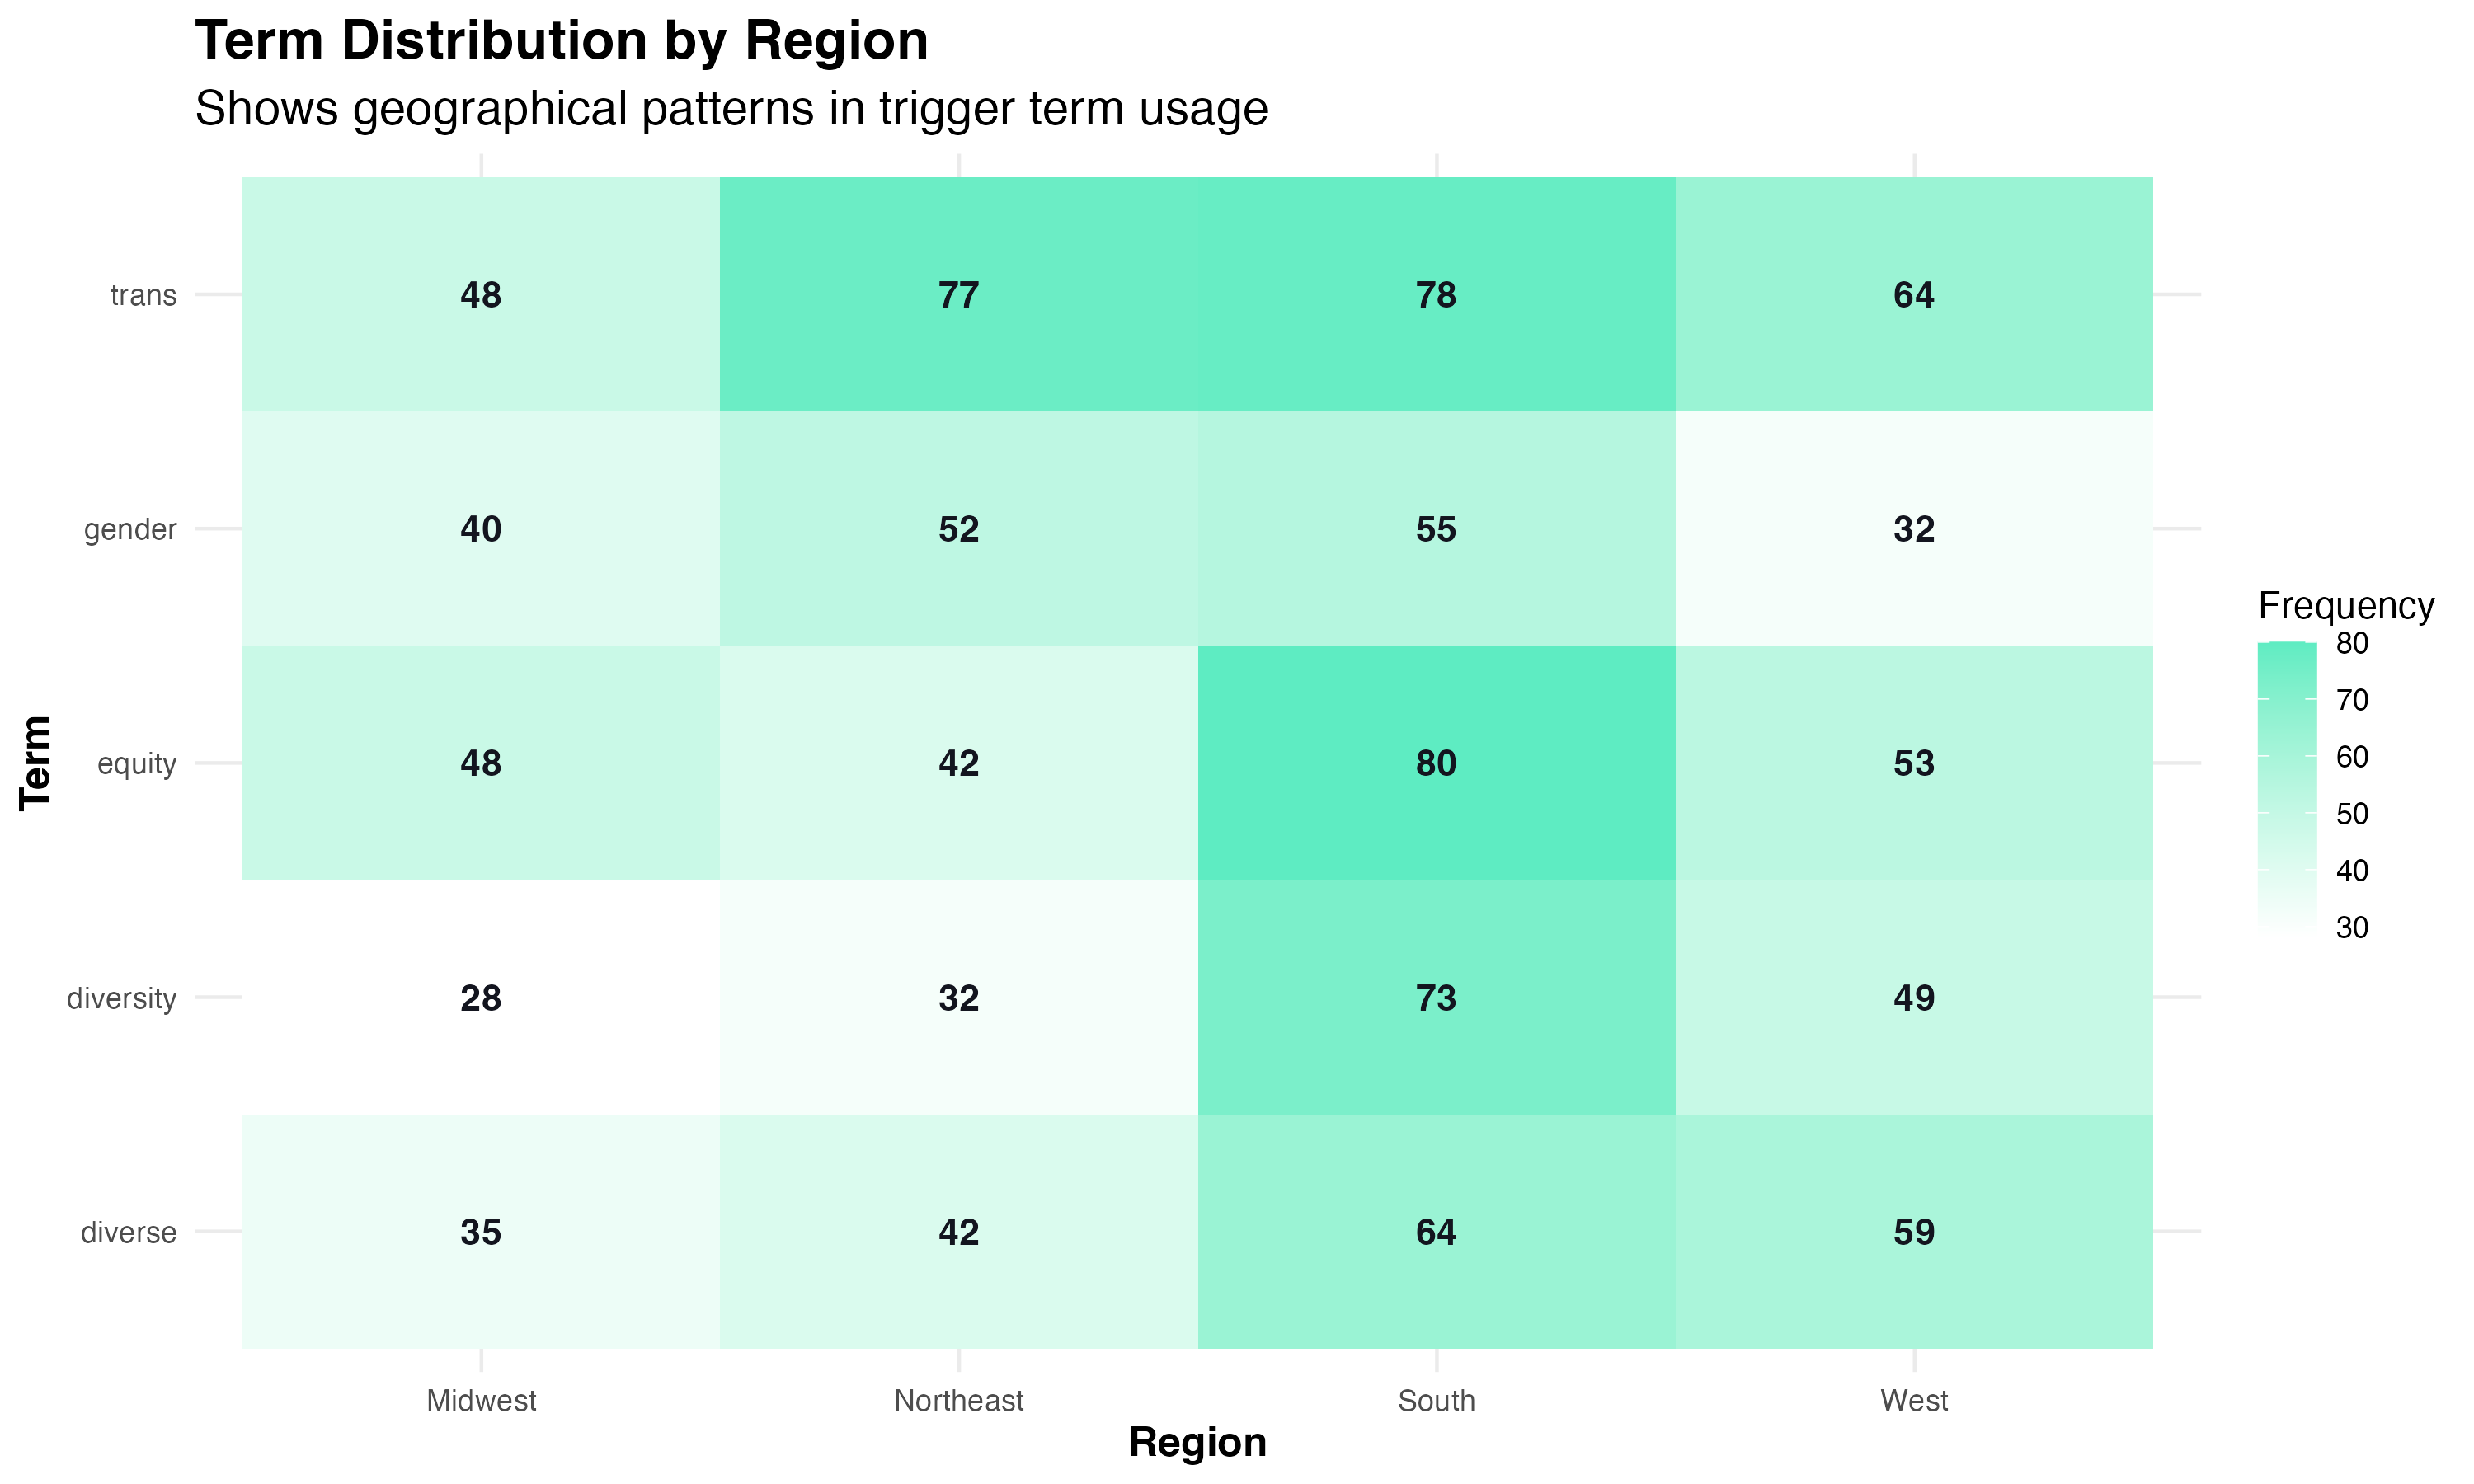 Term Distribution by Region
Shows geographical patterns in trigger term usage
trans 48 77 78 64
gender 40 52 55 32
equity 48 42 80 53
diversity 28 32 73 49
diverse 35 42 64 59
Midwest Northeast South West
Region
Term
Frequency
80
70
60
50
40
30